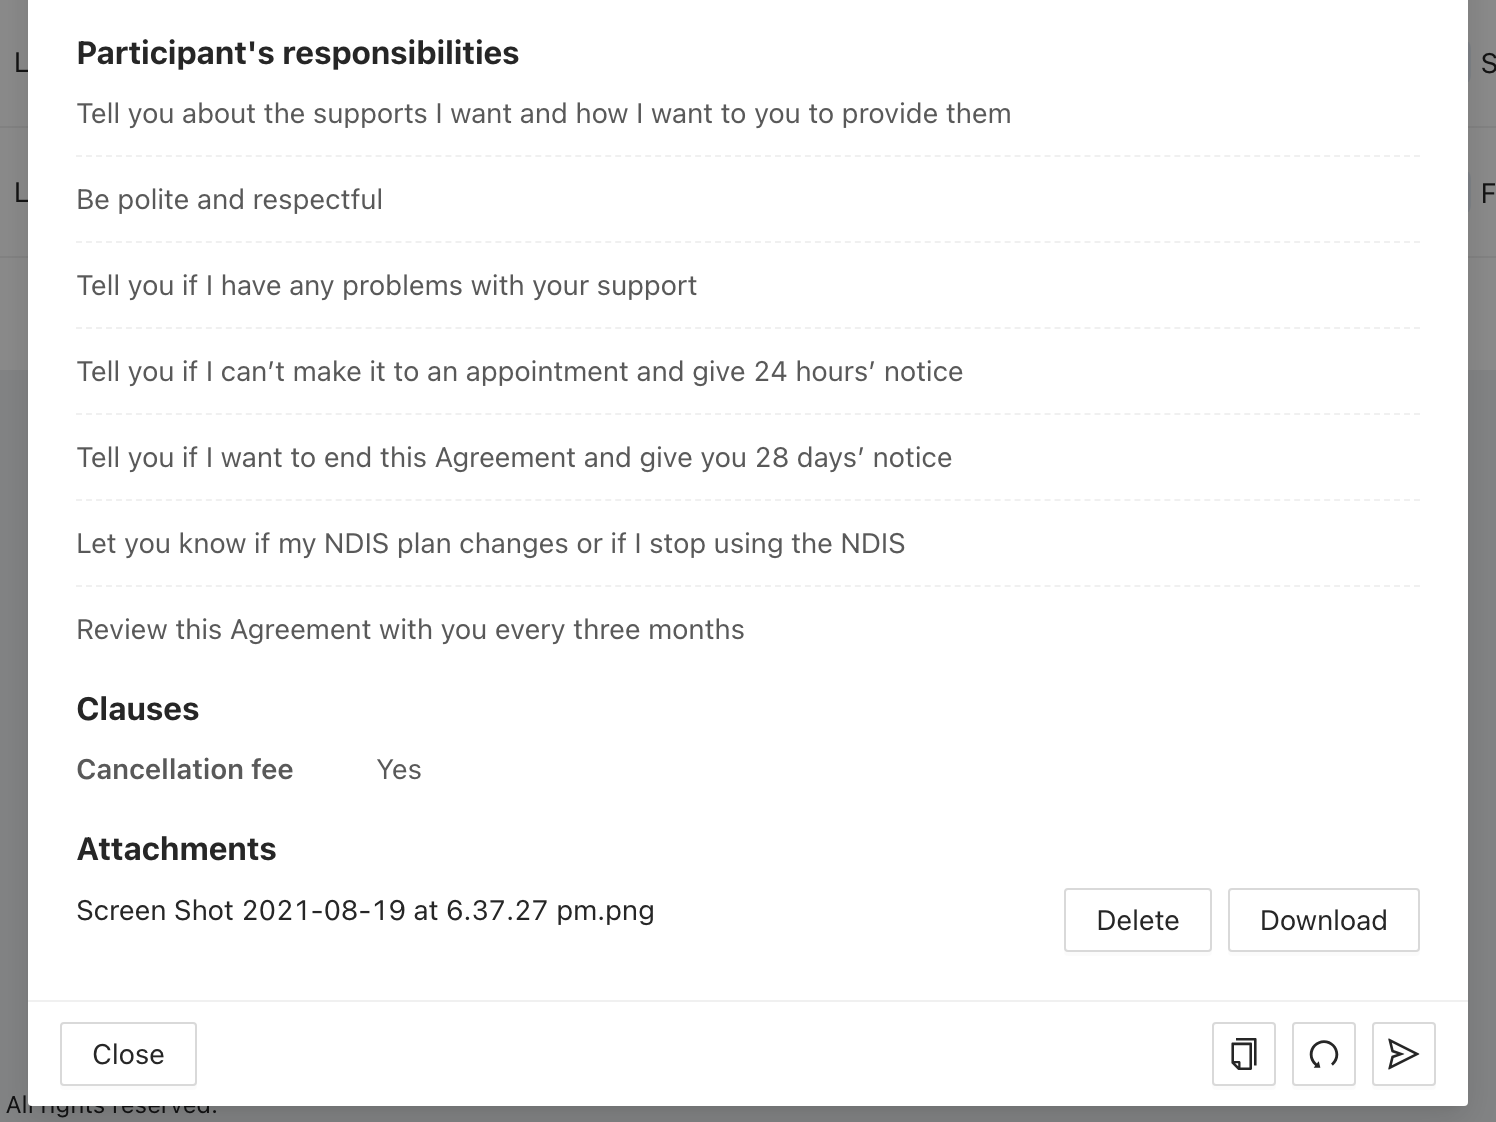 Participant's responsibilities
Tell you about the supports I want and how I want to you to provide them
Be polite and respectful
Tell you if I have any problems with your support
Tell you if I can’t make it to an appointment and give 24 hours’ notice
Tell you if I want to end this Agreement and give you 28 days’ notice
Let you know if my NDIS plan changes or if I stop using the NDIS
Review this Agreement with you every three months
Clauses
Cancellation fee Yes
Attachments
Screen Shot 2021-08-19 at 6.37.27 pm.png
Delete Download
Close
All rights reserved.